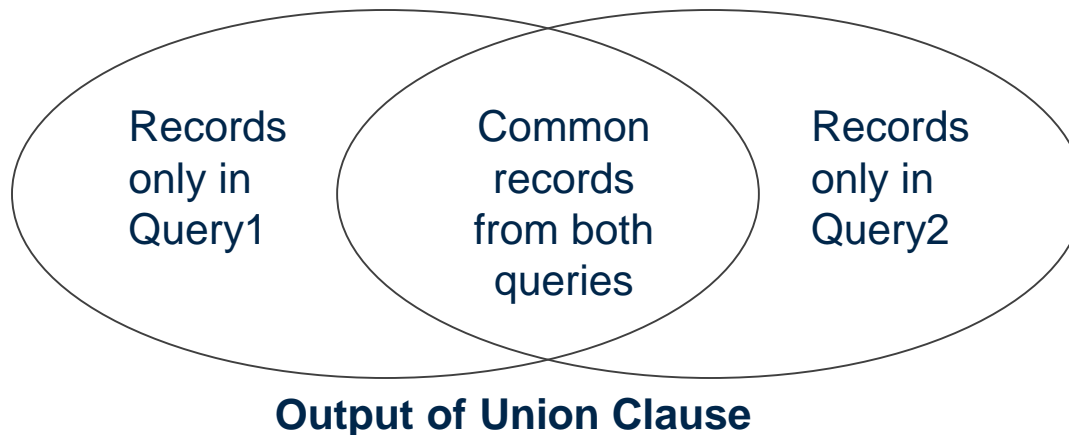 Records
only in
Query1
Common
records
from both
queries
Records
only in
Query2
Output of Union Clause